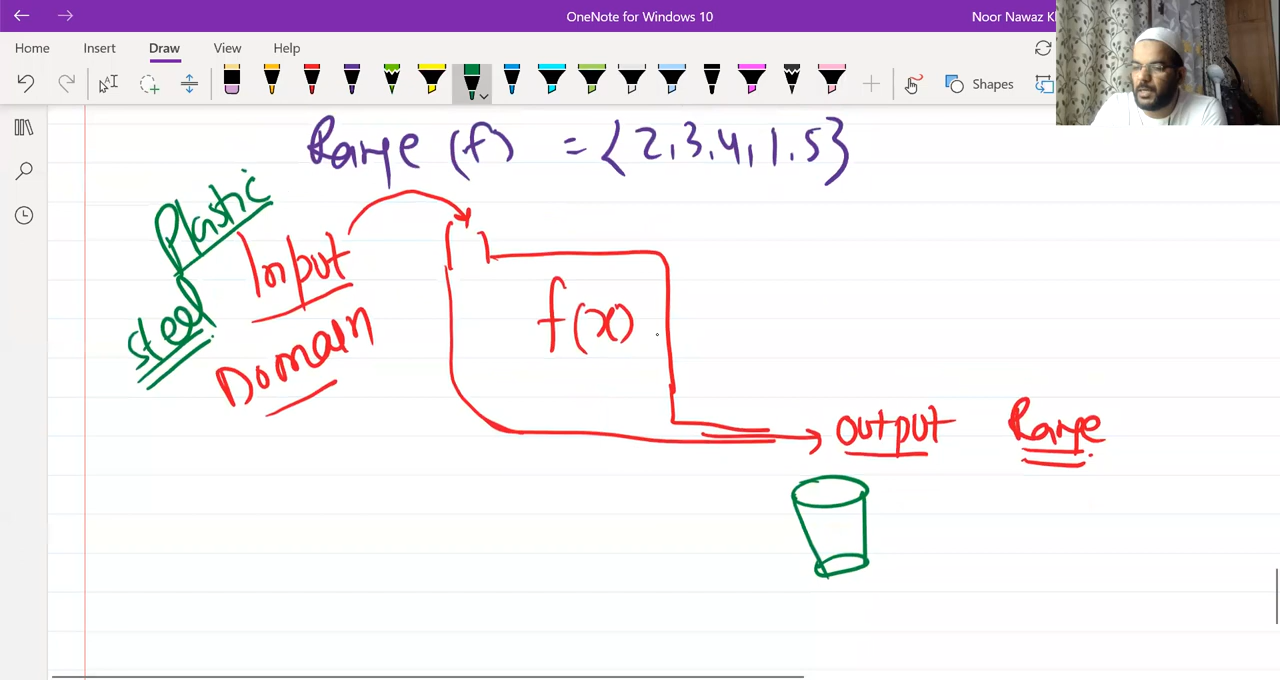 OneNote for Windows 10
Noor Nawaz Kh
Home Insert Draw View Help
Shapes
Range (f) = {2,3,4,1,5}
Plastic
Input
steel
Domain
f(x)
output Range